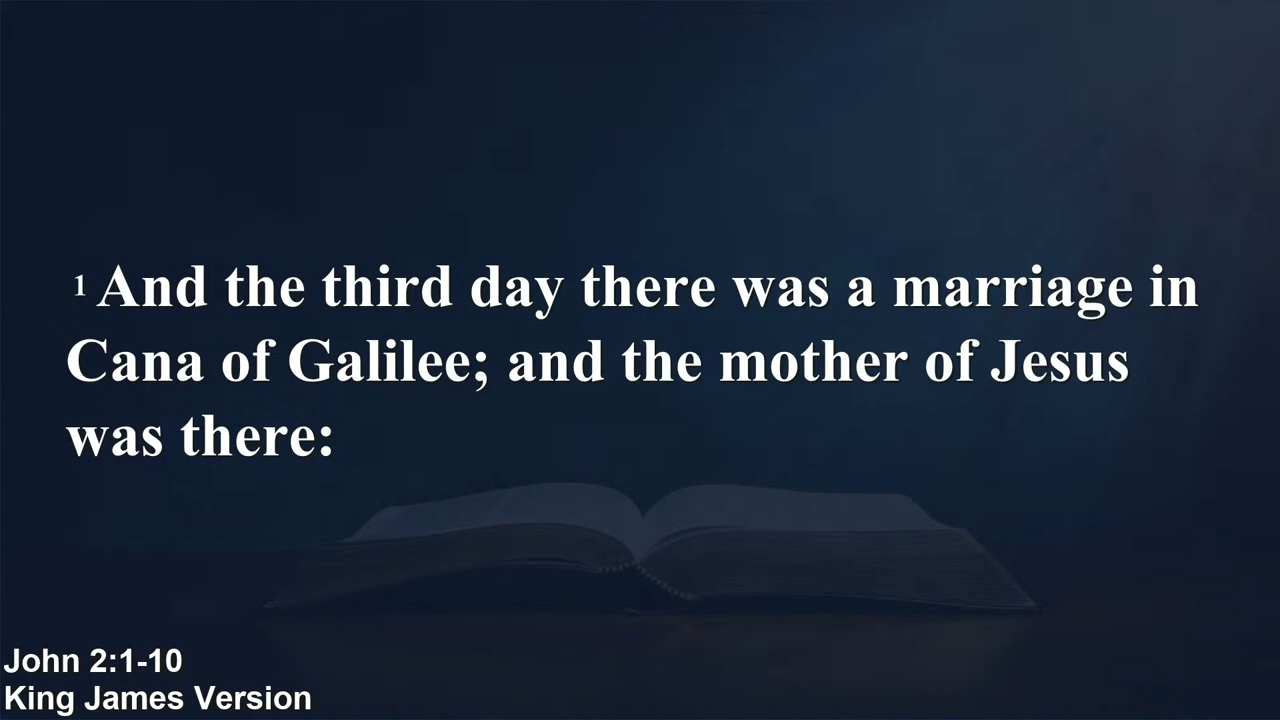 1 And the third day there was a marriage in
Cana of Galilee; and the mother of Jesus
was there:
John 2:1-10
King James Version